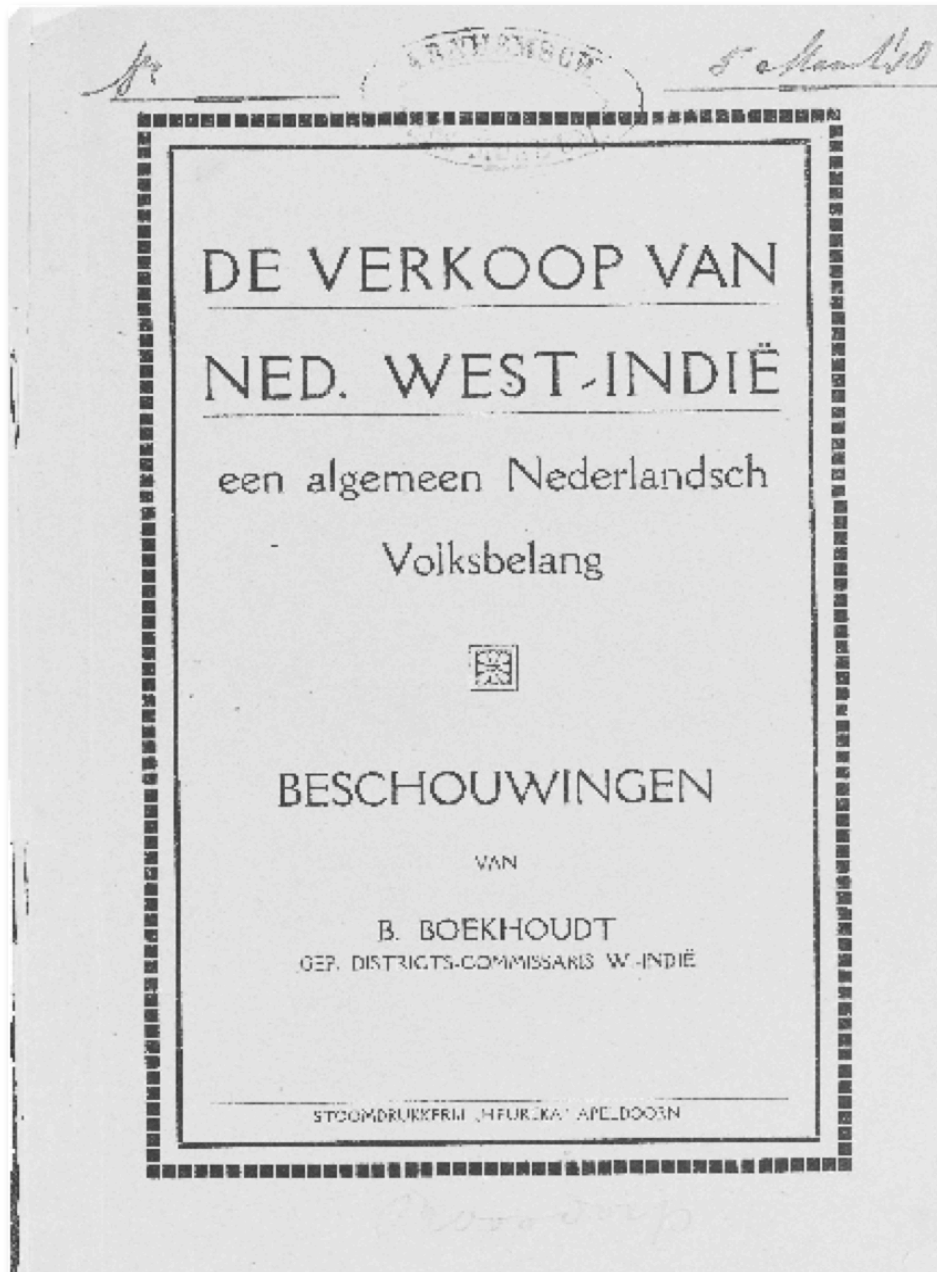 DE VERKOOP VAN
NED. WEST-INDIË
een algemeen Nederlandsch
Volksbelang
BESCHOUWINGEN
VAN
B. BOEKHOUDT
GEP. DISTRICTS-COMMISSARIS W.-INDIË
STOOMDRUKKERIJ „HEUREKA" APELDOORN